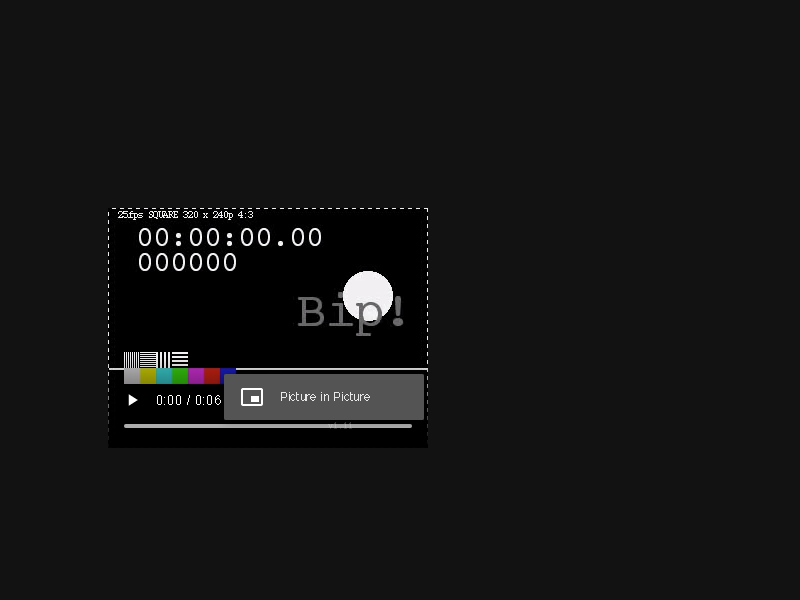 25fps SQUARE 320 x 240p 4:3
00:00:00.00
000000
Bip!
0:00 / 0:06
Picture in Picture